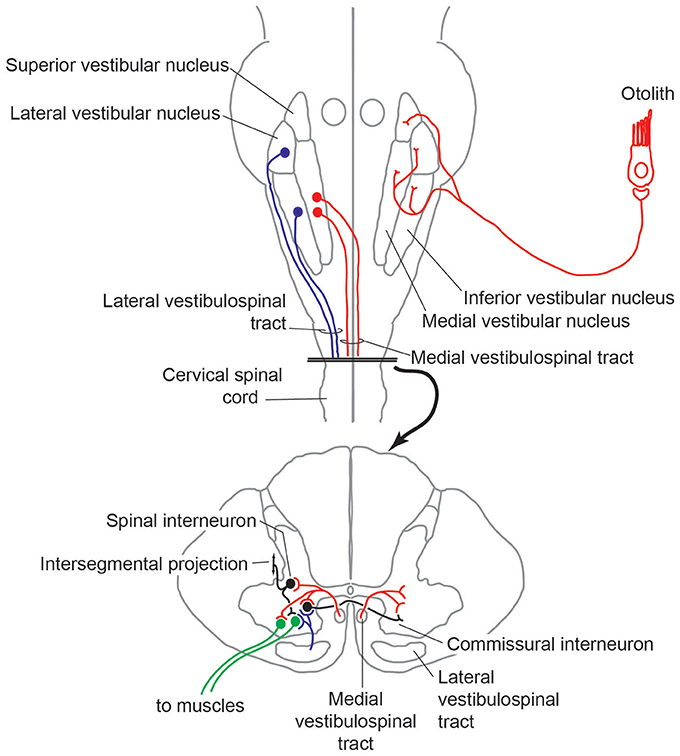 Superior vestibular nucleus
Lateral vestibular nucleus
Otolith
Inferior vestibular nucleus
Medial vestibular nucleus
Lateral vestibulospinal
tract
Medial vestibulospinal tract
Cervical spinal
cord
Spinal interneuron
Intersegmental projection
Commissural interneuron
to muscles
Medial
vestibulospinal
tract
Lateral
vestibulospinal
tract